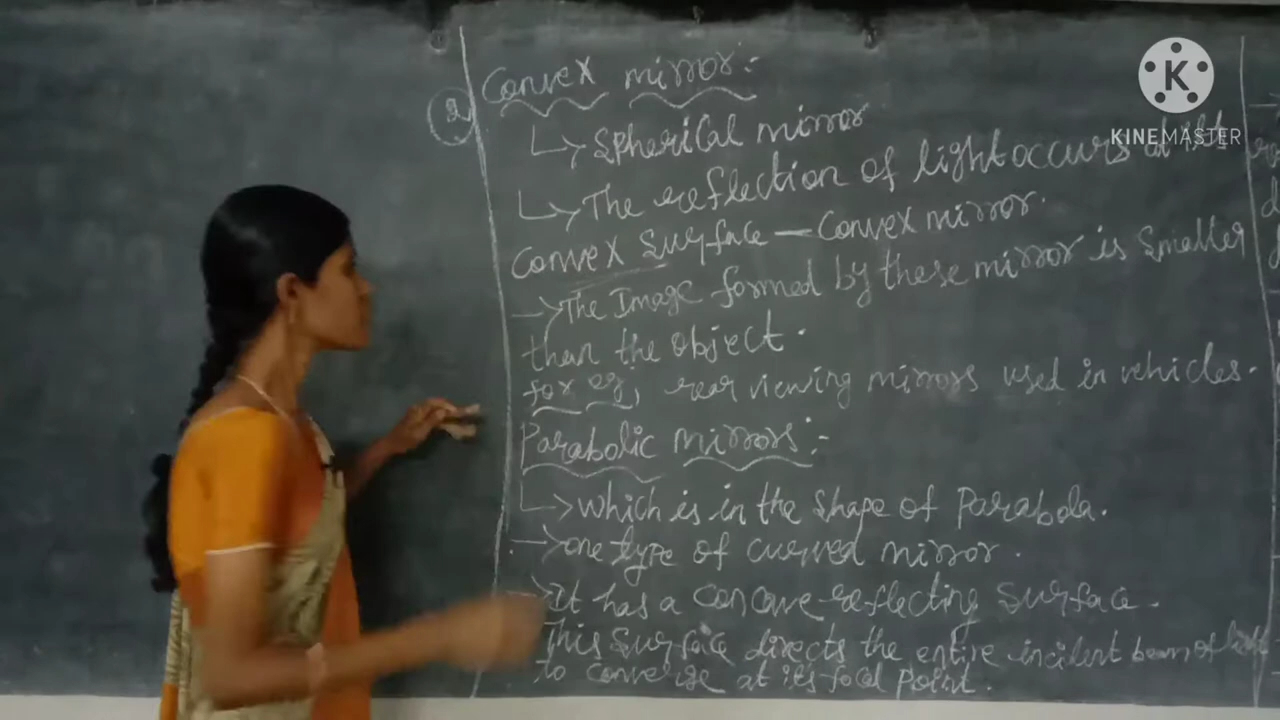 2
Convex mirror:-
Spherical mirror
The reflection of light occurs at its
Convex Surface - Convex mirror.
The Image formed by these mirror is Smaller
than the object.
for eg, rear viewing mirrors used in vehicles.
Parabolic mirrors:-
which is in the shape of Parabola.
one type of curved mirror.
It has a concave reflecting surface.
This surface directs the entire incident beam of light
to converge at its focal point.
K
KINEMASTER